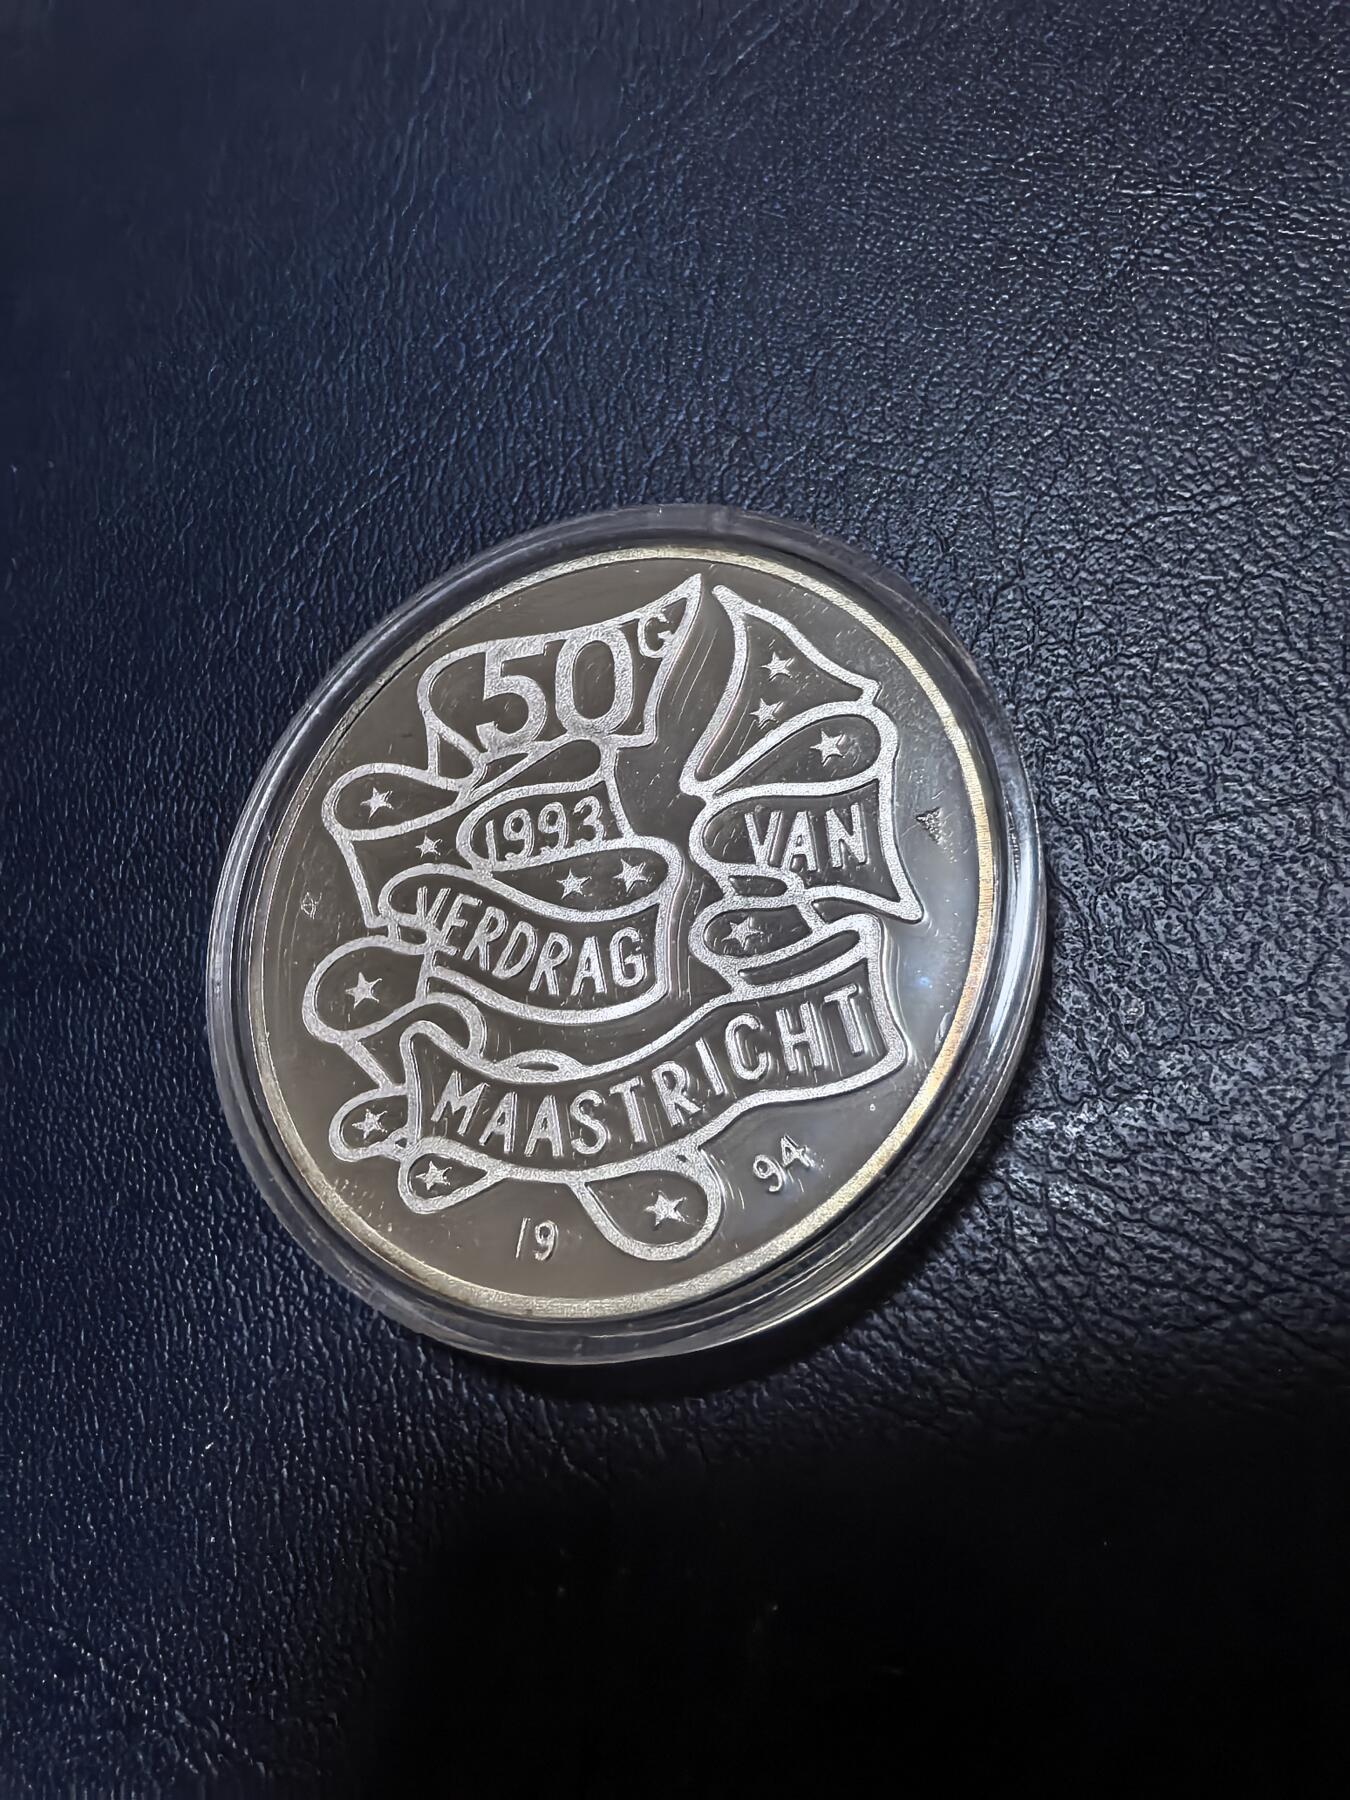 50G
1993
VERDRAG
VAN
MAASTRICHT
19 94